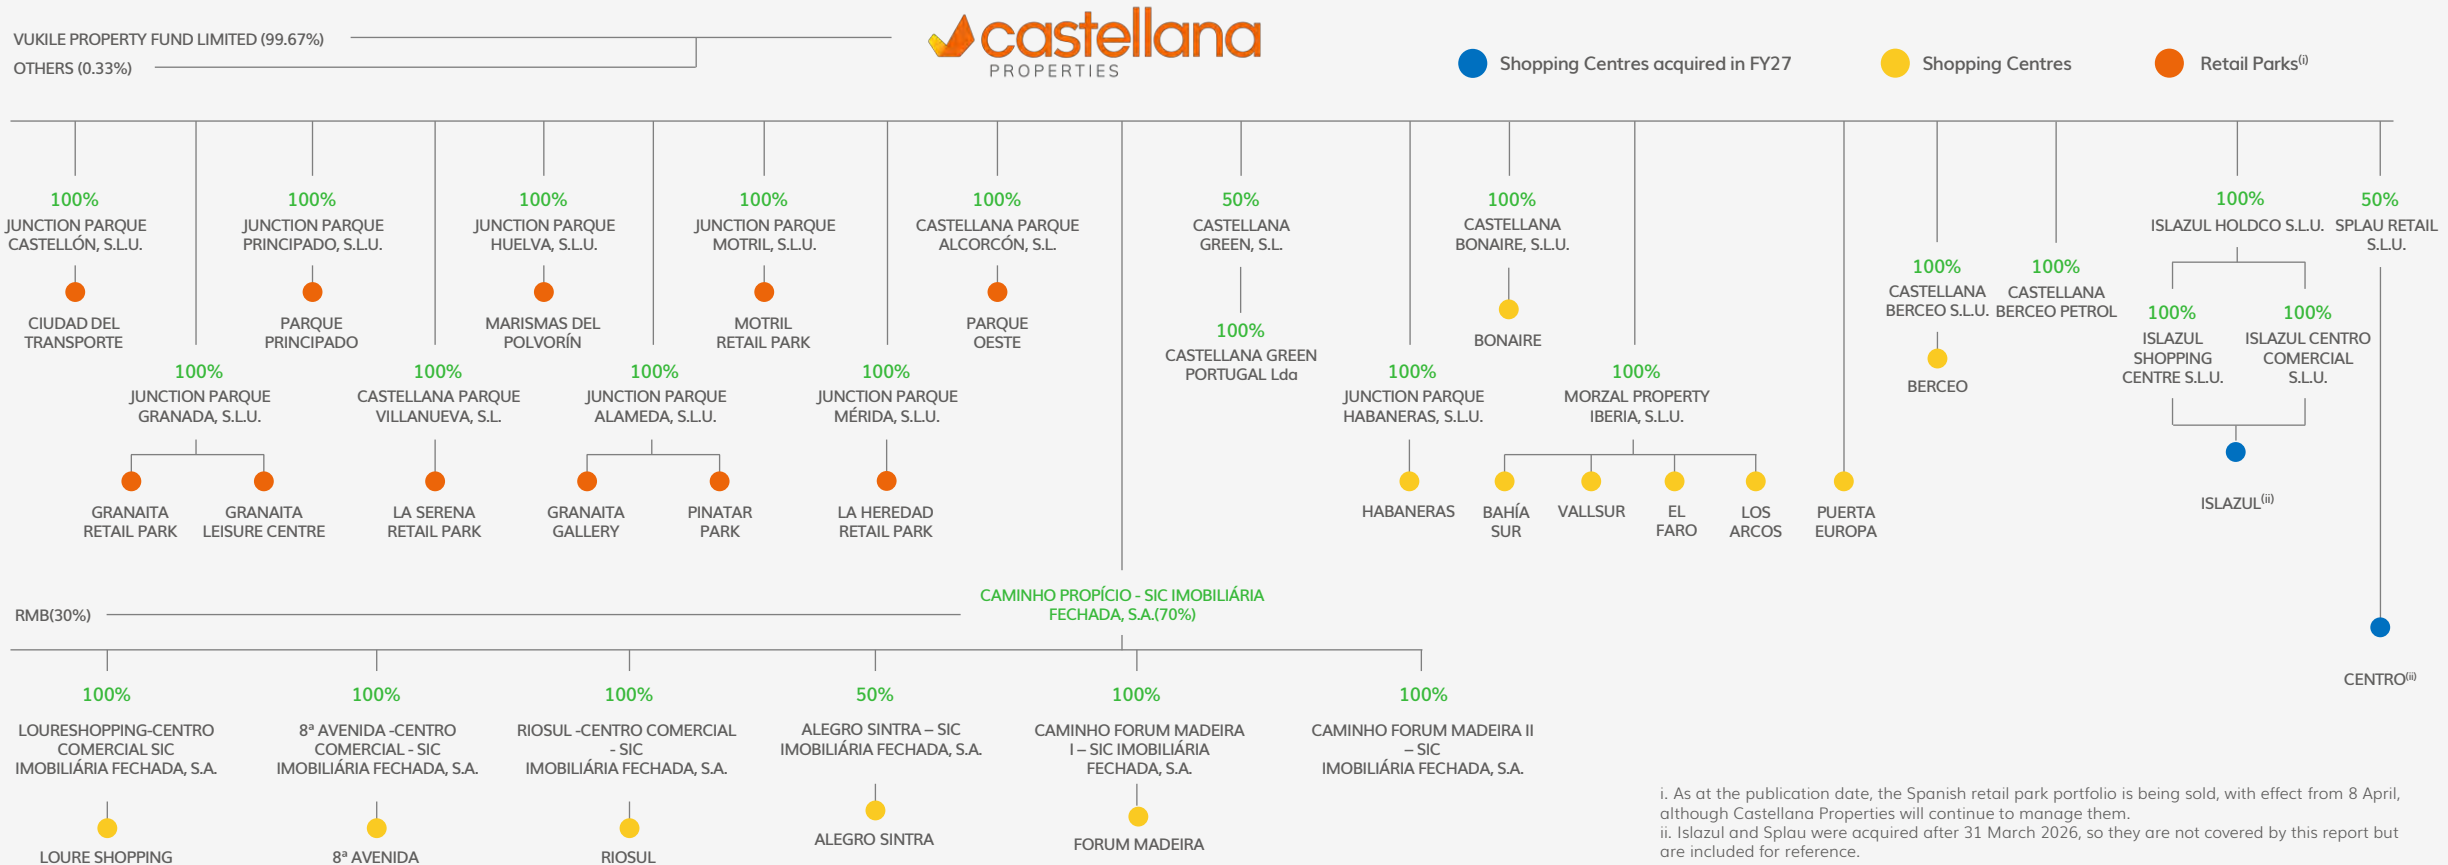 VUKILE PROPERTY FUND LIMITED (99.67%)
OTHERS (0.33%)
castellana
PROPERTIES
Shopping Centres acquired in FY27
Shopping Centres
Retail Parks(i)
100%
JUNCTION PARQUE
CASTELLÓN, S.L.U.
CIUDAD DEL
TRANSPORTE
100%
JUNCTION PARQUE
GRANADA, S.L.U.
GRANAITA
RETAIL PARK
GRANAITA
LEISURE CENTRE
100%
JUNCTION PARQUE
PRINCIPADO, S.L.U.
PARQUE
PRINCIPADO
100%
CASTELLANA PARQUE
VILLANUEVA, S.L.
LA SERENA
RETAIL PARK
100%
JUNCTION PARQUE
HUELVA, S.L.U.
MARISMAS DEL
POLVORÍN
100%
JUNCTION PARQUE
ALAMEDA, S.L.U.
GRANAITA
GALLERY
PINATAR
PARK
100%
JUNCTION PARQUE
MOTRIL, S.L.U.
MOTRIL
RETAIL PARK
100%
JUNCTION PARQUE
MÉRIDA, S.L.U.
LA HEREDAD
RETAIL PARK
100%
CASTELLANA PARQUE
ALCORCÓN, S.L.
PARQUE
OESTE
50%
CASTELLANA
GREEN, S.L.
100%
CASTELLANA GREEN
PORTUGAL Lda
100%
JUNCTION PARQUE
HABANERAS, S.L.U.
HABANERAS
100%
CASTELLANA
BONAIRE, S.L.U.
BONAIRE
100%
MORZAL PROPERTY
IBERIA, S.L.U.
BAHÍA
SUR
VALLSUR
EL
FARO
LOS
ARCOS
PUERTA
EUROPA
100%
CASTELLANA
BERCEO S.L.U.
BERCEO
100%
CASTELLANA
BERCEO PETROL
100%
ISLAZUL HOLDCO S.L.U.
100%
ISLAZUL
SHOPPING
CENTRE S.L.U.
100%
ISLAZUL CENTRO
COMERCIAL
S.L.U.
ISLAZUL(ii)
50%
SPLAU RETAIL
S.L.U.
CENTRO(ii)
RMB(30%)
CAMINHO PROPÍCIO - SIC IMOBILIÁRIA
FECHADA, S.A.(70%)
100%
LOURESHOPPING-CENTRO
COMERCIAL SIC
IMOBILIÁRIA FECHADA, S.A.
LOURE SHOPPING
100%
8ª AVENIDA -CENTRO
COMERCIAL - SIC
IMOBILIÁRIA FECHADA, S.A.
8ª AVENIDA
100%
RIOSUL -CENTRO COMERCIAL
- SIC
IMOBILIÁRIA FECHADA, S.A.
RIOSUL
50%
ALEGRO SINTRA – SIC
IMOBILIÁRIA FECHADA, S.A.
ALEGRO SINTRA
100%
CAMINHO FORUM MADEIRA
I – SIC IMOBILIÁRIA
FECHADA, S.A.
FORUM MADEIRA
100%
CAMINHO FORUM MADEIRA II
– SIC
IMOBILIÁRIA FECHADA, S.A.
i. As at the publication date, the Spanish retail park portfolio is being sold, with effect from 8 April,
although Castellana Properties will continue to manage them.
ii. Islazul and Splau were acquired after 31 March 2026, so they are not covered by this report but
are included for reference.